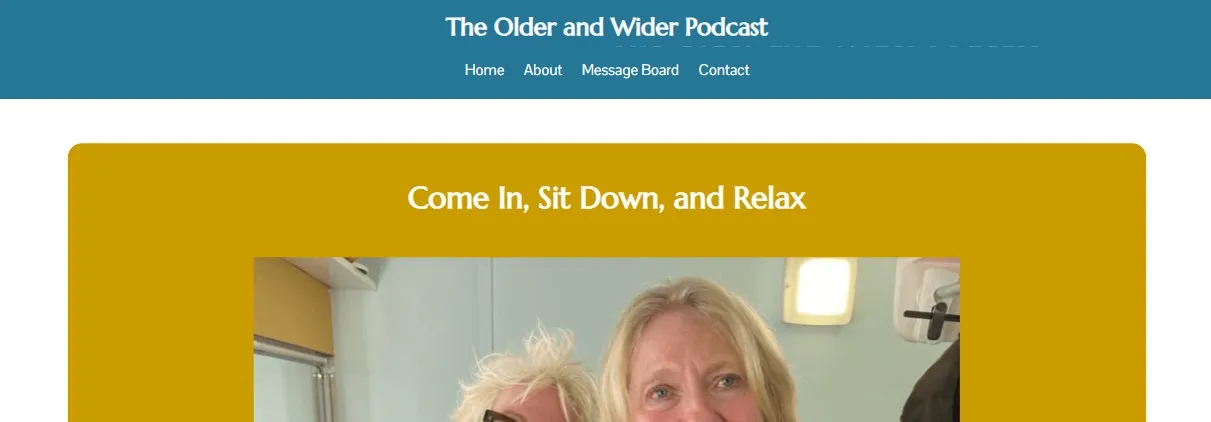 The Older and Wider Podcast
Home About Message Board Contact
Come In, Sit Down, and Relax